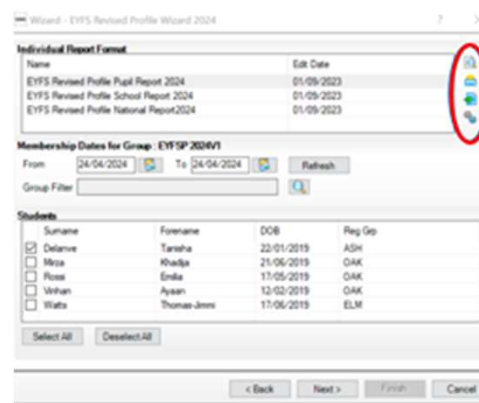 Wizard - EYFS Revised Profile Wizard 2024 ?
Individual Report Format
Name Edit Date
EYFS Revised Profile Pupil Report 2024 01/09/2023
EYFS Revised Profile School Report 2024 01/09/2023
EYFS Revised Profile National Report2024 01/09/2023
Membership Dates for Group : EYFSP 2024V1
From 24/04/2024 To 24/04/2024 Refresh
Group Filter
Students
Surname Forename DOB Reg Grp
Delanve Tanisha 22/01/2019 ASH
Mirza Khadija 21/06/2019 OAK
Rossi Emilia 17/05/2019 OAK
Ayaan 12/02/2019 OAK
Watts Thomas-Jimmi 17/06/2019 ELM
Select All Deselect All
< Back Next > Finish Cancel